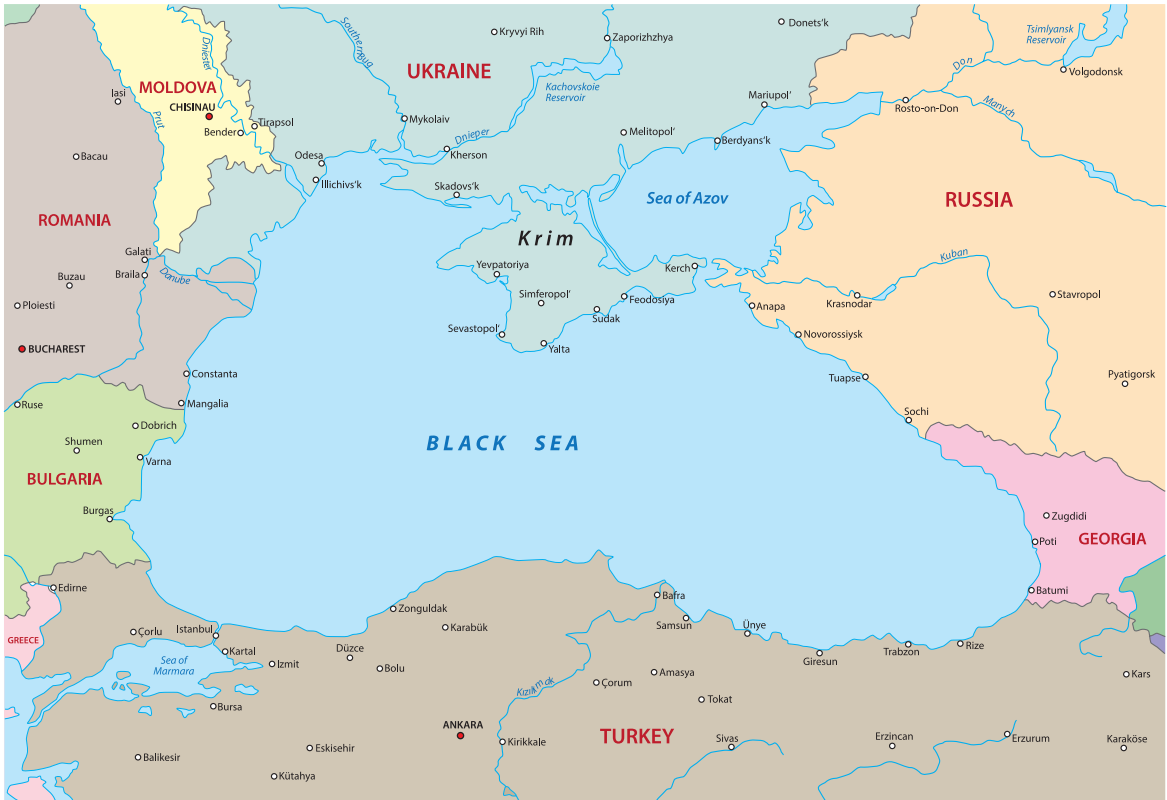 Donets'k
Kryvyi Rih
Zaporizhzhya
Tsimlyansk
Reservoir
Southern Bug
Dniester
UKRAINE
Don
Volgodonsk
MOLDOVA
Kachovskoie
Reservoir
Iasi
CHISINAU
Mariupol'
Rosto-on-Don
Manych
Prut
Mykolaiv
Tirapsol
Bender
Dnieper
Melitopol'
Berdyans'k
Bacau
Odesa
Kherson
Illichivs'k
Skadovs'k
Sea of Azov
RUSSIA
ROMANIA
Krim
Galati
Kuban
Yevpatoriya
Kerch
Buzau
Braila
Danube
Simferopol'
Feodosiya
Krasnodar
Stavropol
Ploiesti
Sudak
Anapa
Sevastopol'
Novorossiysk
BUCHAREST
Yalta
Constanta
Tuapse
Pyatigorsk
Ruse
Mangalia
Sochi
Dobrich
Shumen
BLACK SEA
Varna
BULGARIA
Burgas
Zugdidi
Poti
GEORGIA
Edirne
Batumi
Bafra
Zonguldak
Çorlu
Istanbul
Karabük
Samsun
Ünye
GREECE
Kartal
Düzce
Trabzon
Rize
Sea of
Marmara
Izmit
Bolu
Giresun
Amasya
Kars
Çorum
Kızılırmak
Tokat
Bursa
ANKARA
TURKEY
Kirikkale
Sivas
Erzincan
Erzurum
Karaköse
Eskisehir
Balikesir
Kütahya